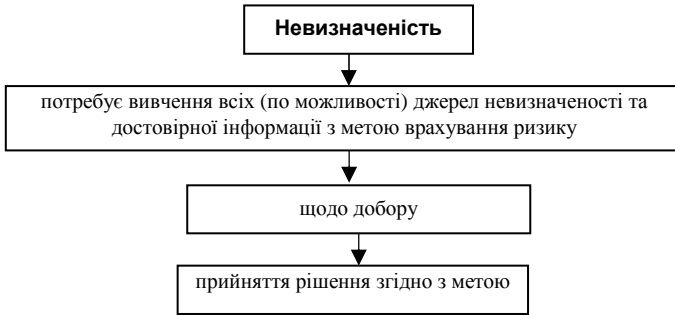 Невизначеність
потребує вивчення всіх (по можливості) джерел невизначеності та
достовірної інформації з метою врахування ризику
щодо добору
прийняття рішення згідно з метою